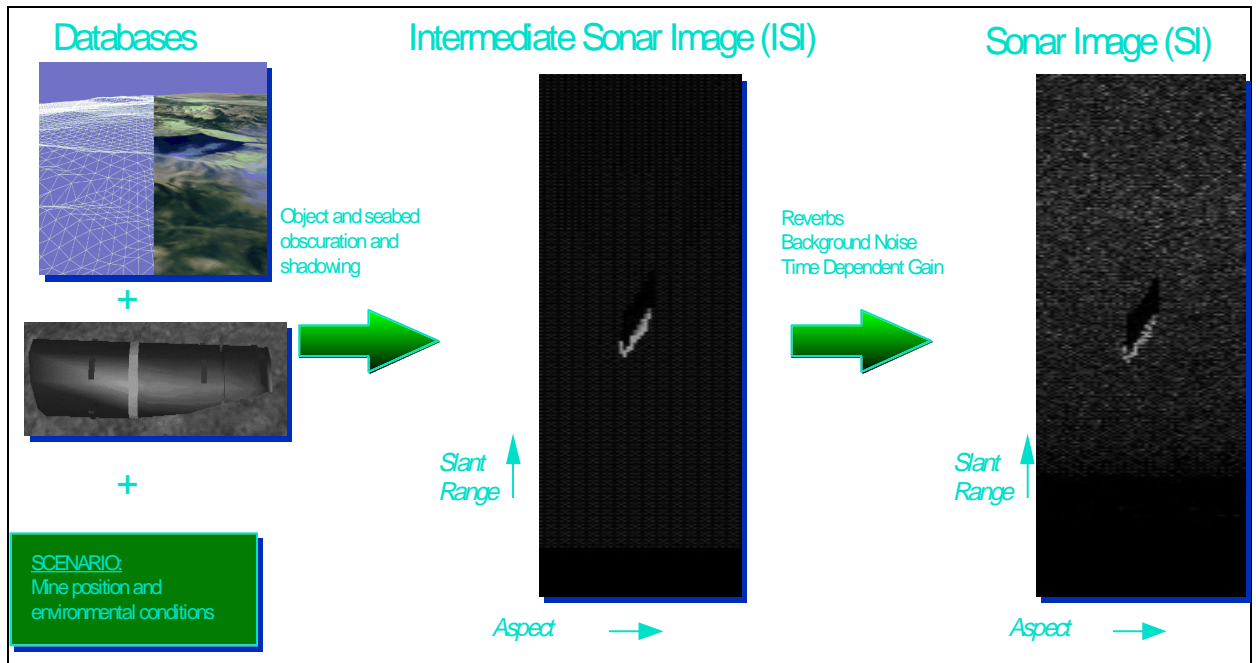 Databases
Intermediate Sonar Image (ISI)
Sonar Image (SI)
Object and seabed
obscuration and
shadowing
Reverbs
Background Noise
Time Dependent Gain
+
+
Slant
Range
Slant
Range
SCENARIO:
Mine position and
environmental conditions
Aspect
Aspect